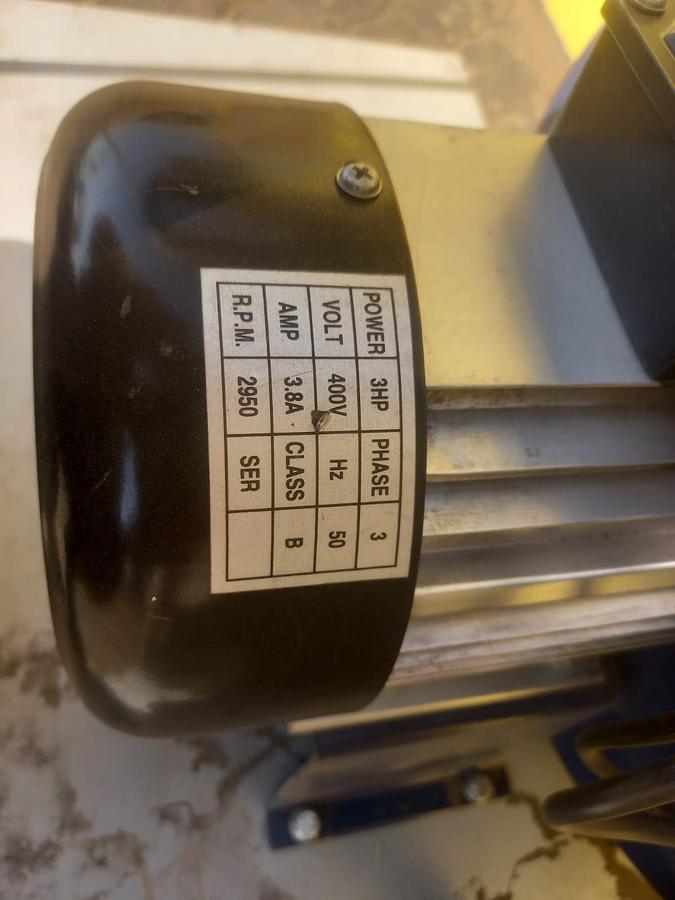 POWER 3HP PHASE 3
VOLT 400V Hz 50
AMP 3.8A CLASS B
R.P.M. 2950 SER